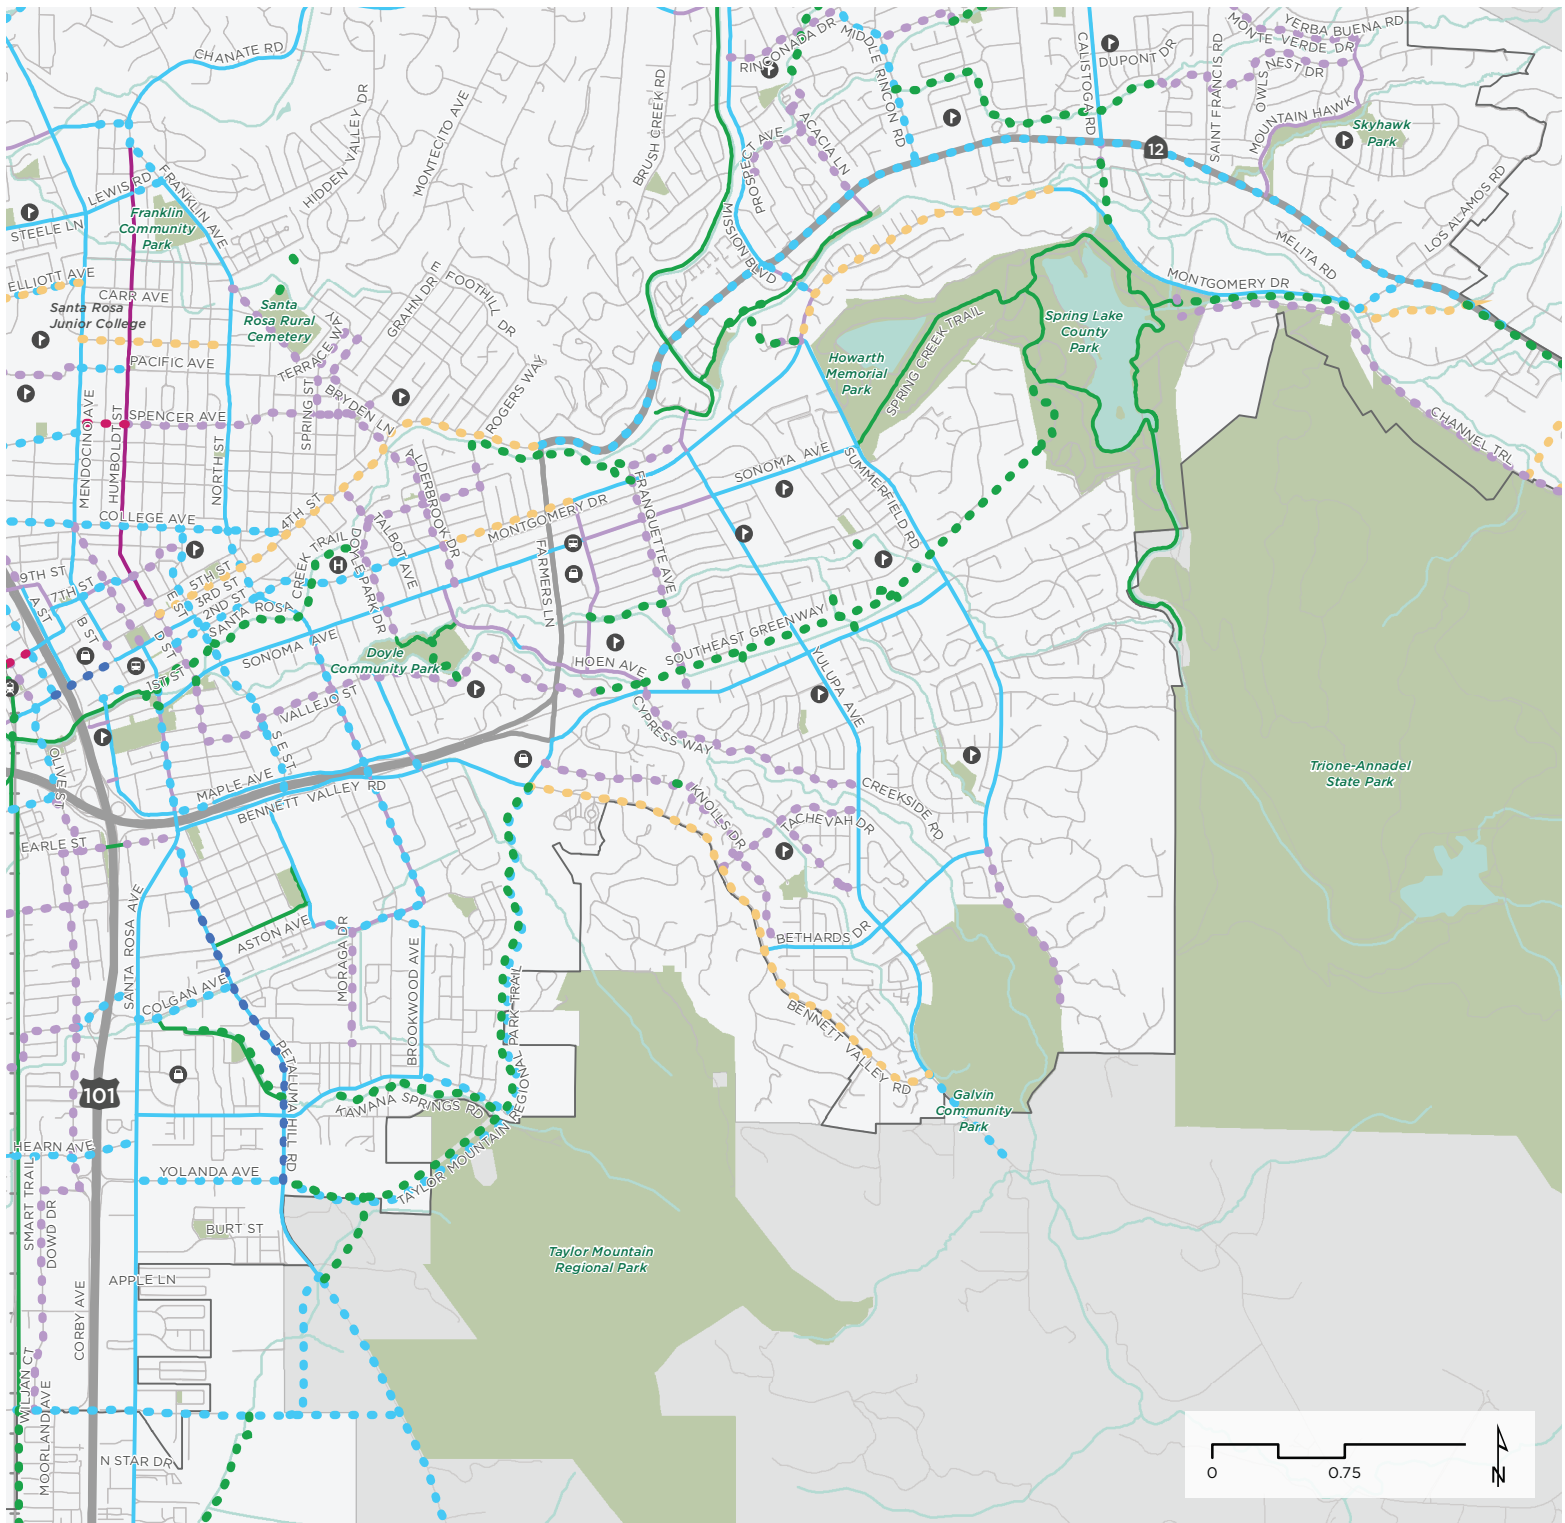 CHANATE RD
HIDDEN VALLEY DR
MONTECITO AVE
BRUSH CREEK RD
RINCONADA DR
MIDDLE RINCON RD
CALISTOGA RD
DUPONT DR
SAINT FRANCIS RD
YERBA BUENA RD
MONTE VERDE DR
OWLS NEST DR
MOUNTAIN HAWK
Skyhawk
Park
12
LOS ALAMOS RD
MELITA RD
MONTGOMERY DR
PROSPECT AVE
ACACIA LN
MISSION BLVD
LEWIS RD
FRANKLIN AVE
STEELE LN
Franklin
Community
Park
ELLIOTT AVE
CARR AVE
Santa Rosa
Junior College
Santa
Rosa Rural
Cemetery
PACIFIC AVE
TERRACE WAY
GRAHN DR
E FOOTHILL DR
ROGERS WAY
BRYDEN LN
SPRING ST
SPENCER AVE
MENDOCINO AVE
HUMBOLDT ST
NORTH ST
COLLEGE AVE
4TH ST
ALDERBROOK DR
TALBOT AVE
DOYLE PARK DR
MONTGOMERY DR
FARMERS LN
FRANQUETTE AVE
SONOMA AVE
SUMMERFIELD RD
Howarth
Memorial
Park
SPRING CREEK TRAIL
Spring Lake
County
Park
CHANNEL TRL
9TH ST
7TH ST
A ST
B ST
D ST
E ST
5TH ST
3RD ST
2ND ST
1ST ST
SANTA ROSA CREEK TRAIL
H
SONOMA AVE
Doyle
Community Park
HOEN AVE
SOUTHEAST GREENWAY
YULUPA AVE
CYPRESS WAY
VALLEJO ST
S E ST
OLIVE ST
MAPLE AVE
BENNETT VALLEY RD
EARLE ST
KNOLLS DR
TACHEVAH DR
CREEKSIDE RD
BETHARDS DR
Trione-Annadel
State Park
SANTA ROSA AVE
ASTON AVE
COLGAN AVE
MORAGA DR
BROOKWOOD AVE
BENNETT VALLEY RD
Galvin
Community
Park
101
PETALUMA HILL RD
KAWANA SPRINGS RD
TAYLOR MOUNTAIN REGIONAL PARK TRAIL
HEARN AVE
YOLANDA AVE
SMART TRAIL
DOWD DR
BURT ST
APPLE LN
CORBY AVE
Taylor Mountain
Regional Park
WILJAN CT
MOORLAND AVE
N STAR DR
0
0.75
N